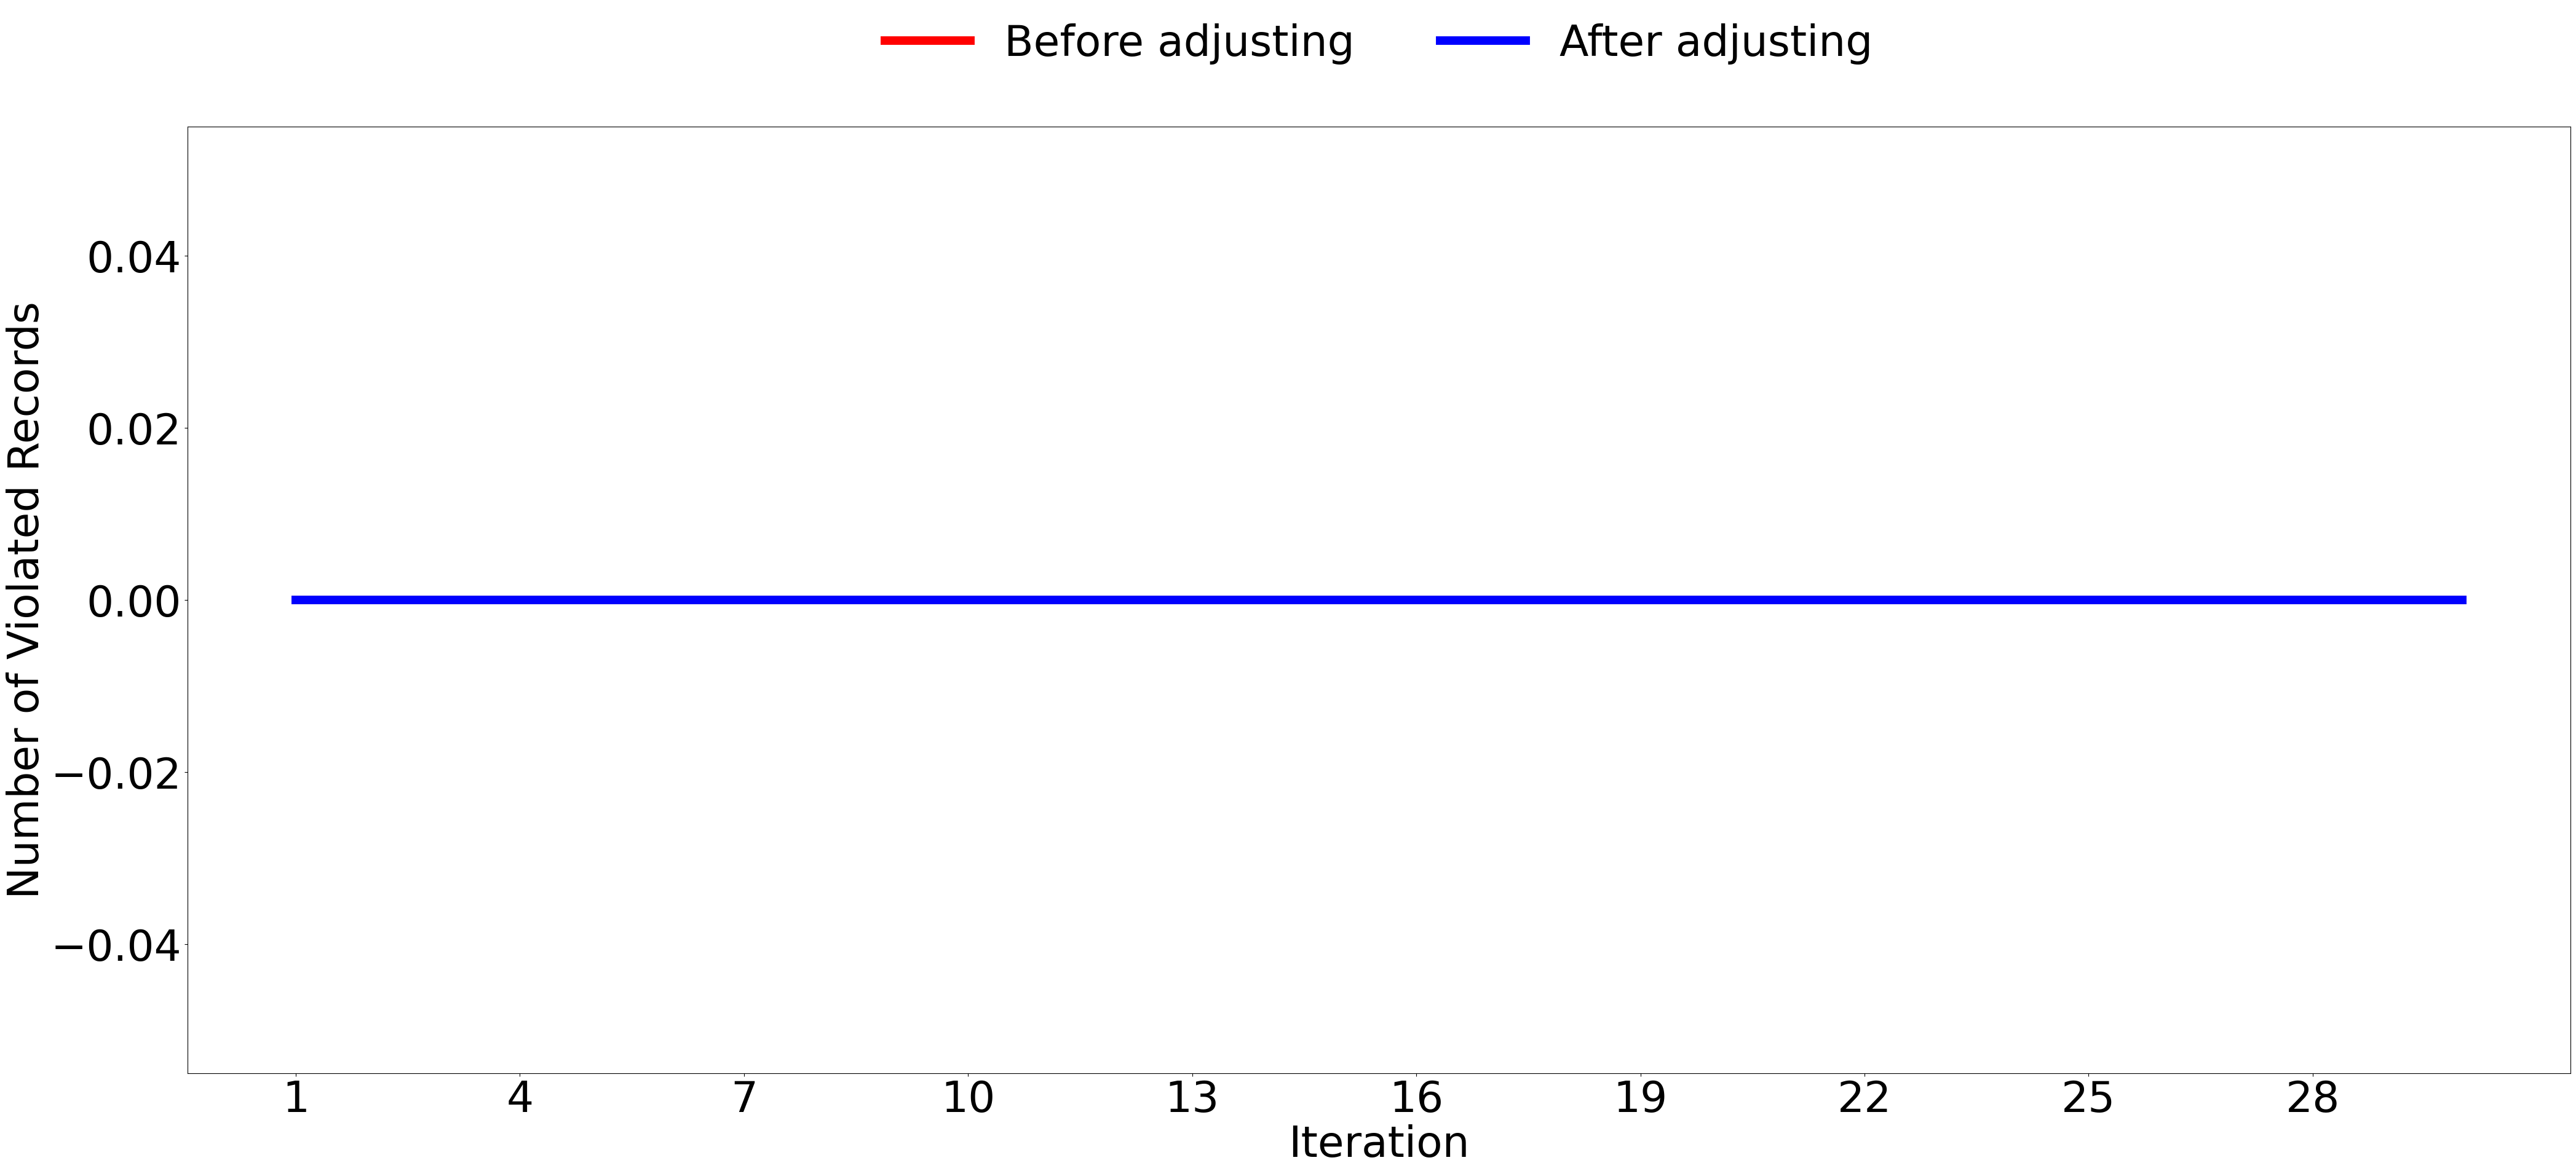 Before adjusting After adjusting
Number of Violated Records
0.04
0.02
0.00
−0.02
−0.04
1 4 7 10 13 16 19 22 25 28
Iteration